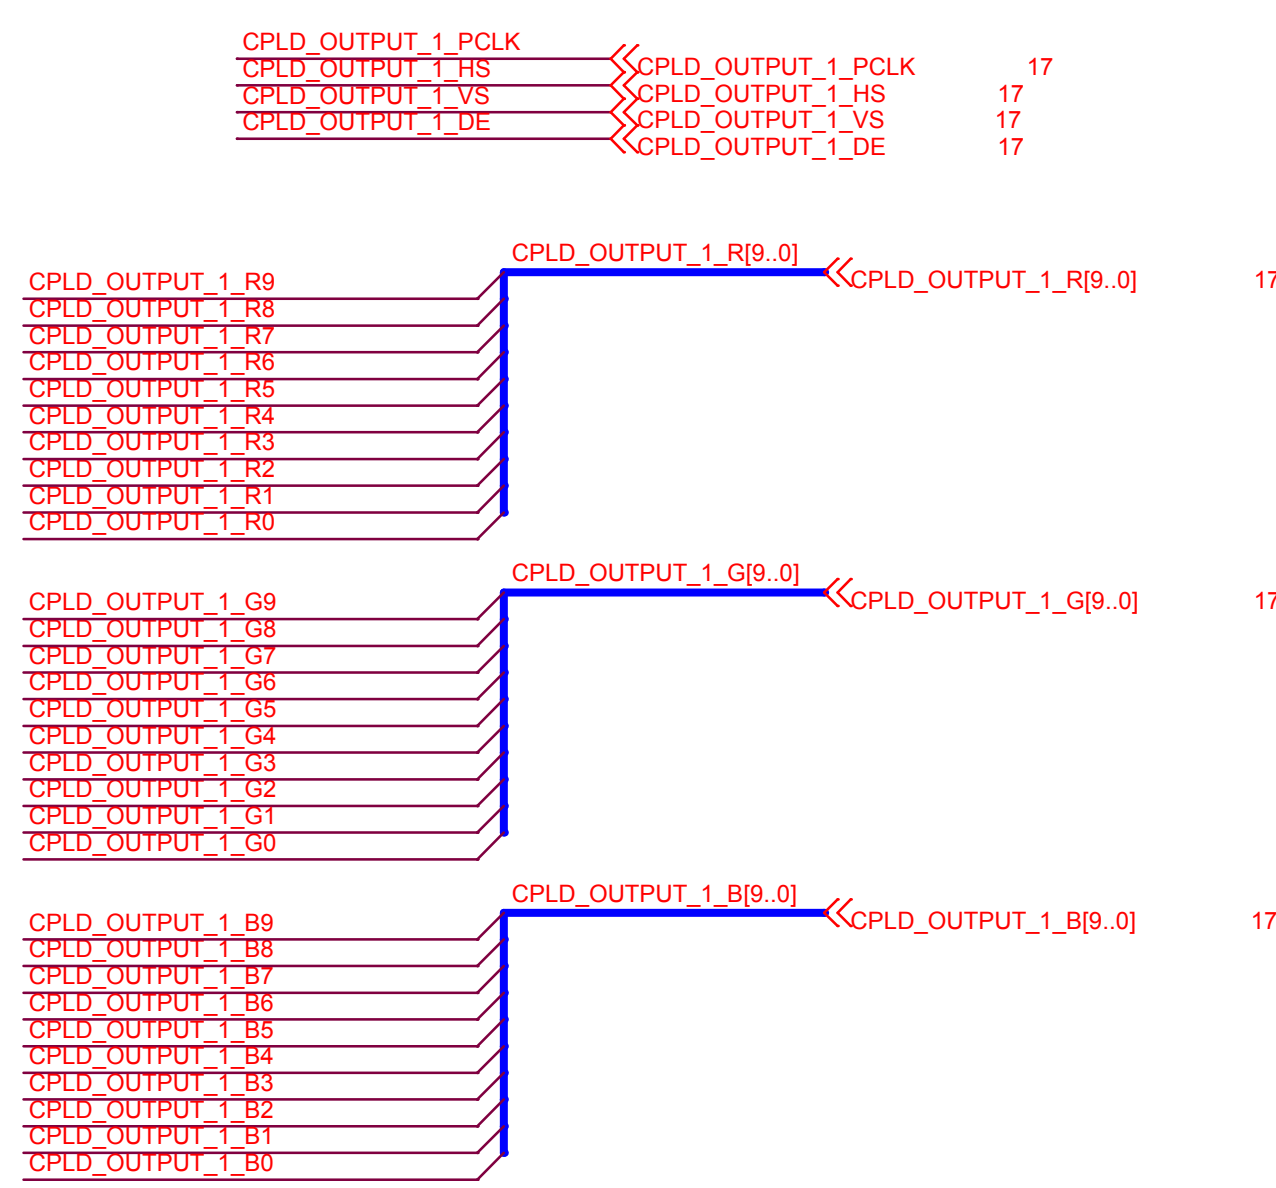 CPLD_OUTPUT_1_PCLK
CPLD_OUTPUT_1_HS
CPLD_OUTPUT_1_VS
CPLD_OUTPUT_1_DE
CPLD_OUTPUT_1_PCLK 17
CPLD_OUTPUT_1_HS 17
CPLD_OUTPUT_1_VS 17
CPLD_OUTPUT_1_DE 17
CPLD_OUTPUT_1_R[9..0]
CPLD_OUTPUT_1_R[9..0] 17
CPLD_OUTPUT_1_R9
CPLD_OUTPUT_1_R8
CPLD_OUTPUT_1_R7
CPLD_OUTPUT_1_R6
CPLD_OUTPUT_1_R5
CPLD_OUTPUT_1_R4
CPLD_OUTPUT_1_R3
CPLD_OUTPUT_1_R2
CPLD_OUTPUT_1_R1
CPLD_OUTPUT_1_R0
CPLD_OUTPUT_1_G[9..0]
CPLD_OUTPUT_1_G[9..0] 17
CPLD_OUTPUT_1_G9
CPLD_OUTPUT_1_G8
CPLD_OUTPUT_1_G7
CPLD_OUTPUT_1_G6
CPLD_OUTPUT_1_G5
CPLD_OUTPUT_1_G4
CPLD_OUTPUT_1_G3
CPLD_OUTPUT_1_G2
CPLD_OUTPUT_1_G1
CPLD_OUTPUT_1_G0
CPLD_OUTPUT_1_B[9..0]
CPLD_OUTPUT_1_B[9..0] 17
CPLD_OUTPUT_1_B9
CPLD_OUTPUT_1_B8
CPLD_OUTPUT_1_B7
CPLD_OUTPUT_1_B6
CPLD_OUTPUT_1_B5
CPLD_OUTPUT_1_B4
CPLD_OUTPUT_1_B3
CPLD_OUTPUT_1_B2
CPLD_OUTPUT_1_B1
CPLD_OUTPUT_1_B0